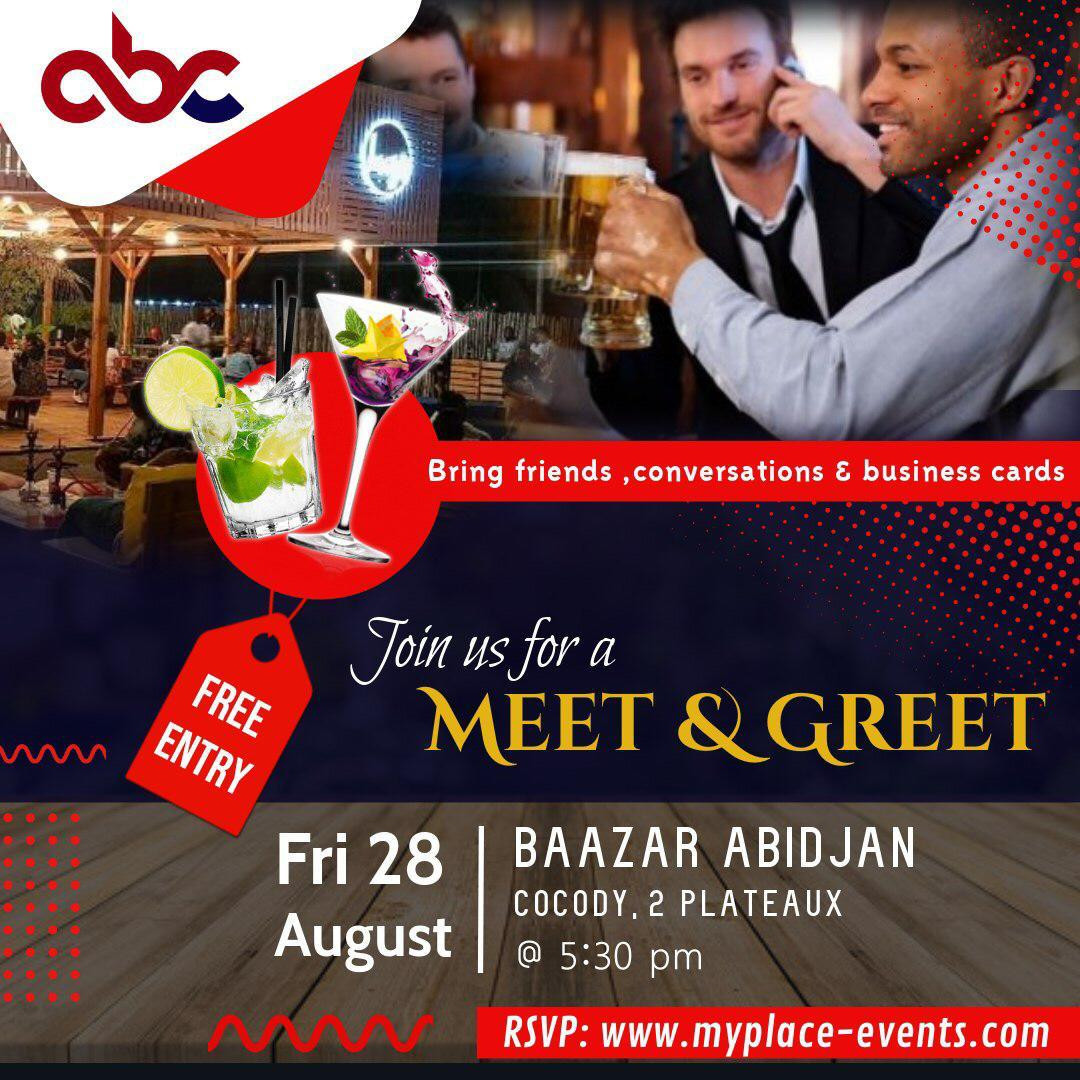 abc
Bring friends ,conversations & business cards
Join us for a
MEET & GREET
FREE
ENTRY
Fri 28
August
BAAZAR ABIDJAN
COCODY, 2 PLATEAUX
@ 5:30 pm
RSVP: www.myplace-events.com